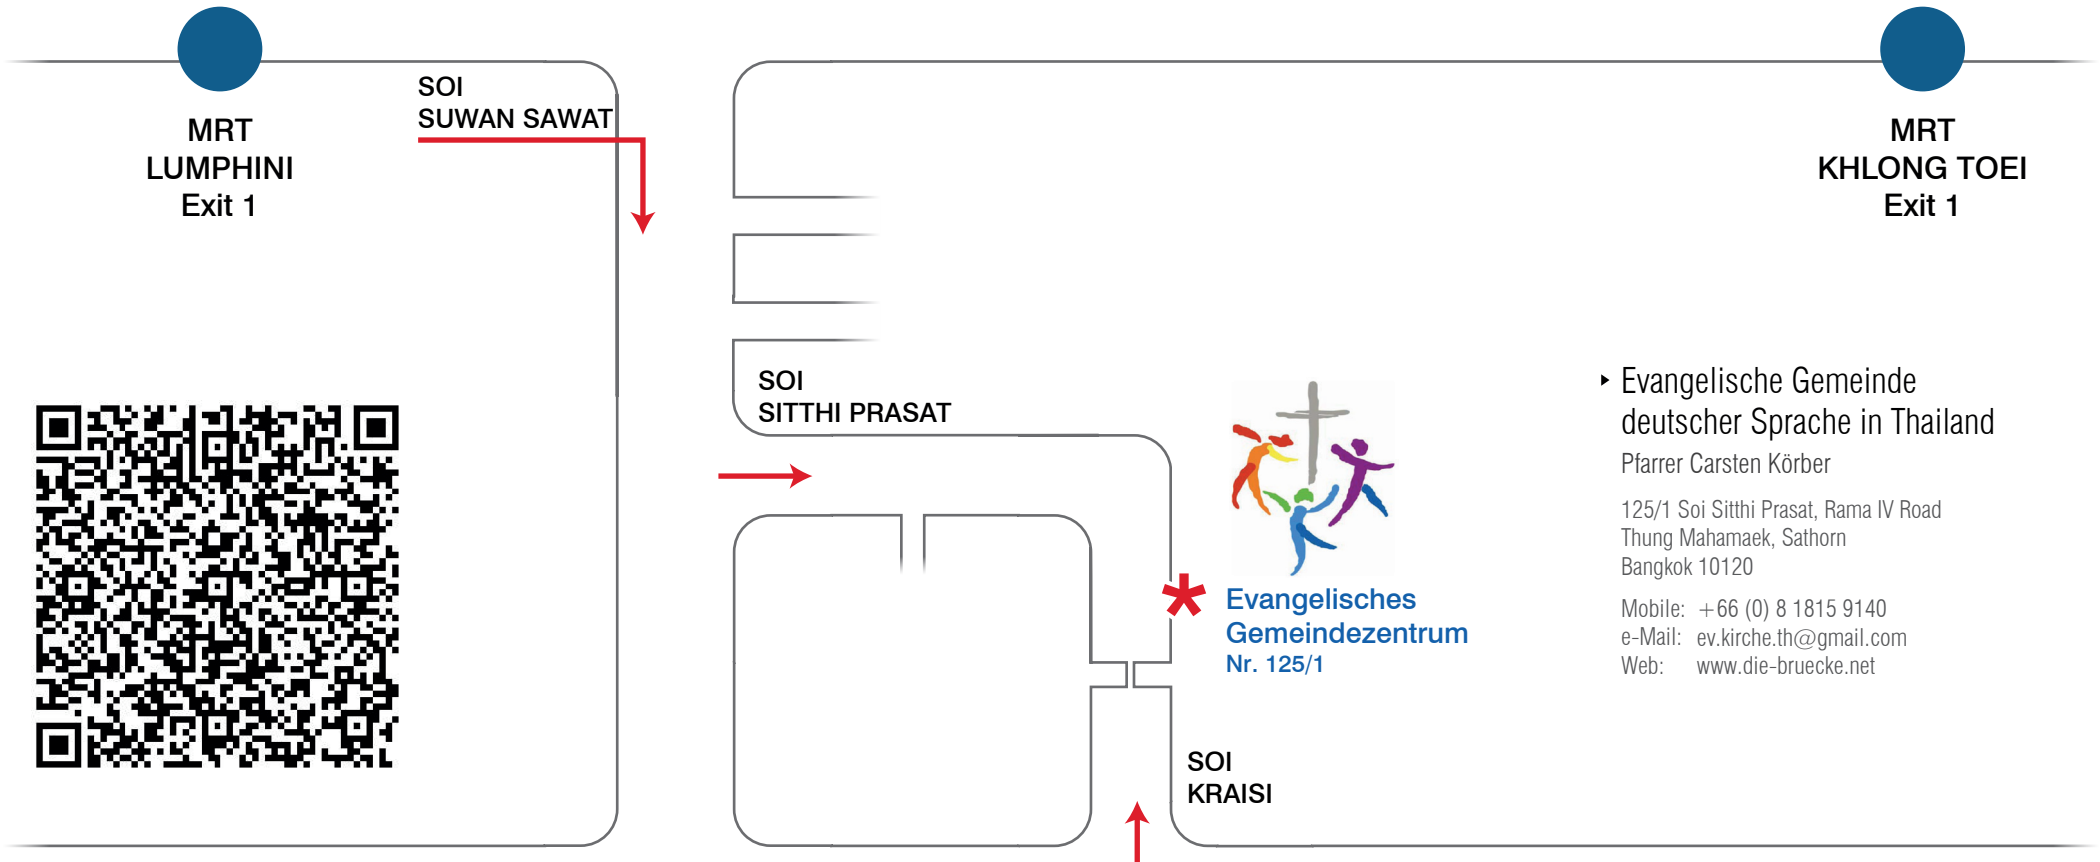 MRT
LUMPHINI
Exit 1
SOI
SUWAN SAWAT
MRT
KHLONG TOEI
Exit 1
SOI
SITTHI PRASAT
Evangelisches
Gemeindezentrum
Nr. 125/1
SOI
KRAISI
‣ Evangelische Gemeinde
deutscher Sprache in Thailand
Pfarrer Carsten Körber
125/1 Soi Sitthi Prasat, Rama IV Road
Thung Mahamaek, Sathorn
Bangkok 10120
Mobile: +66 (0) 8 1815 9140
e-Mail: ev.kirche.th@gmail.com
Web: www.die-bruecke.net